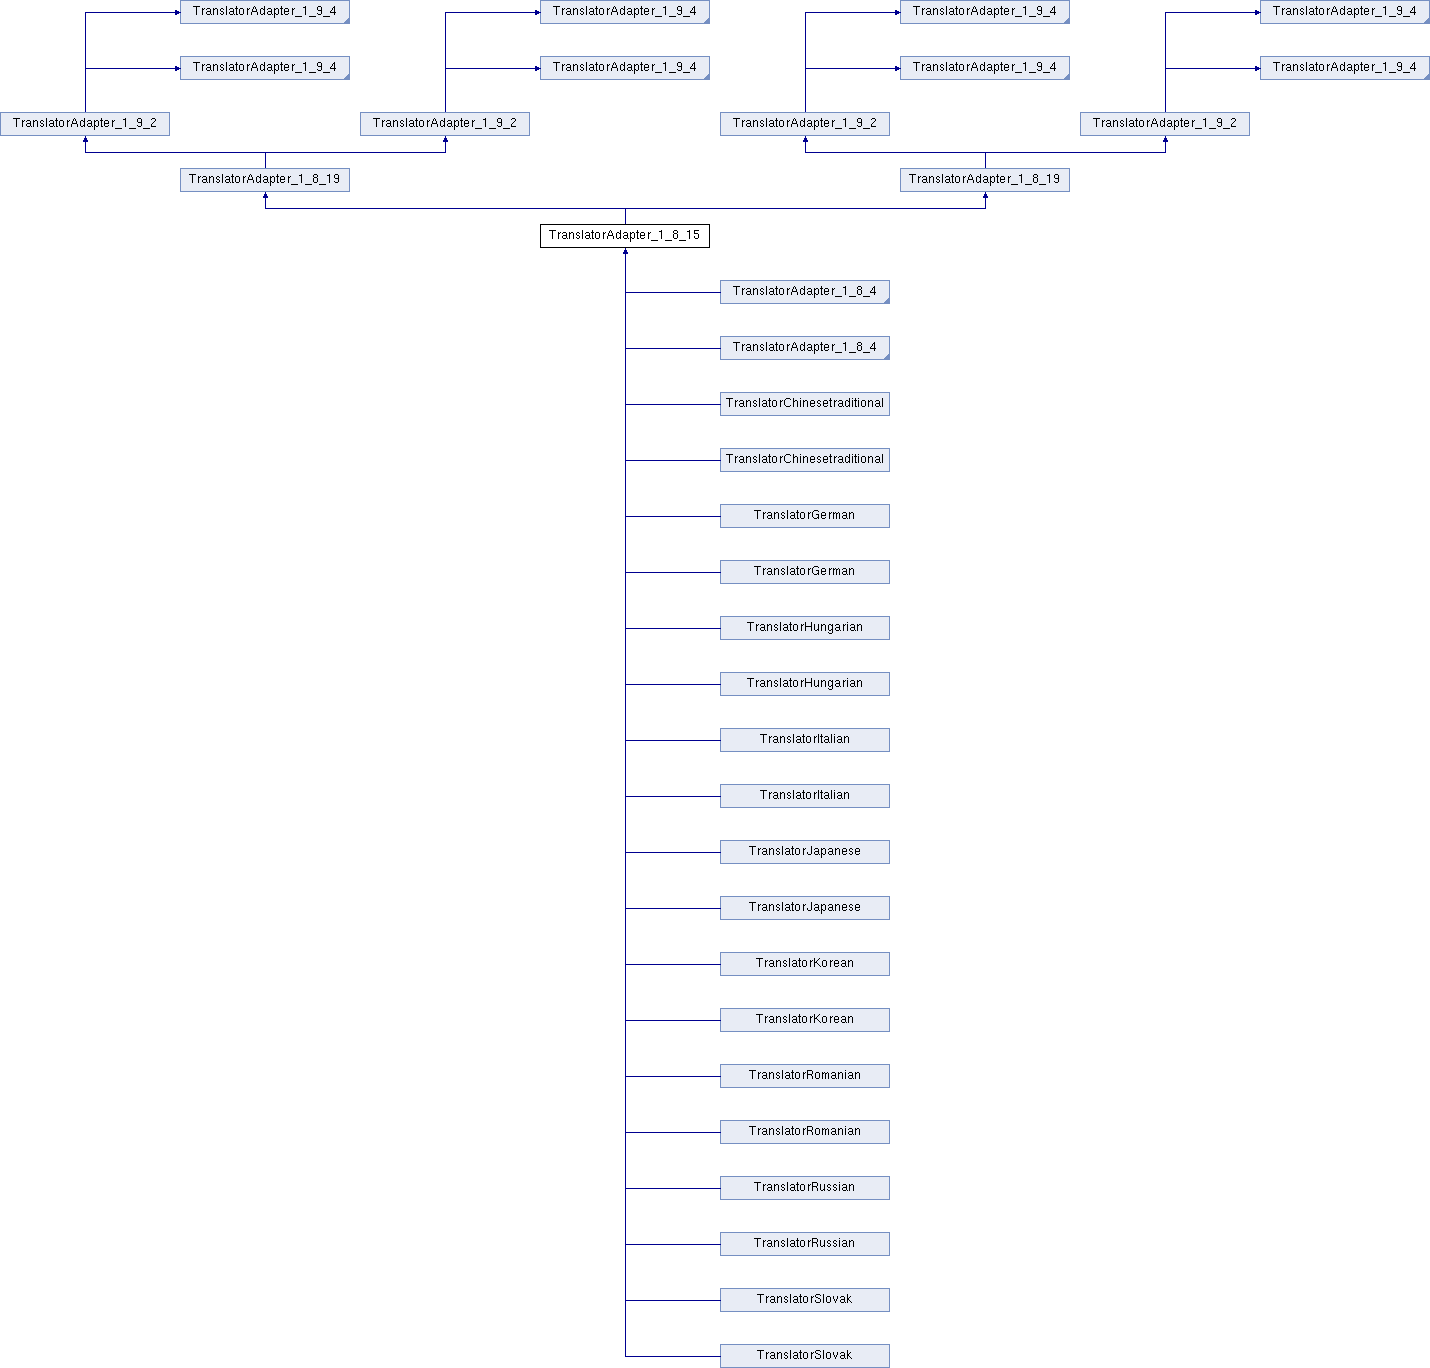 TranslatorAdapter_1_9_4
TranslatorAdapter_1_9_4
TranslatorAdapter_1_9_4
TranslatorAdapter_1_9_4
TranslatorAdapter_1_9_4
TranslatorAdapter_1_9_4
TranslatorAdapter_1_9_4
TranslatorAdapter_1_9_4
TranslatorAdapter_1_9_2
TranslatorAdapter_1_9_2
TranslatorAdapter_1_9_2
TranslatorAdapter_1_9_2
TranslatorAdapter_1_8_19
TranslatorAdapter_1_8_19
TranslatorAdapter_1_8_15
TranslatorAdapter_1_8_4
TranslatorAdapter_1_8_4
TranslatorChinesetraditional
TranslatorChinesetraditional
TranslatorGerman
TranslatorGerman
TranslatorHungarian
TranslatorHungarian
TranslatorItalian
TranslatorItalian
TranslatorJapanese
TranslatorJapanese
TranslatorKorean
TranslatorKorean
TranslatorRomanian
TranslatorRomanian
TranslatorRussian
TranslatorRussian
TranslatorSlovak
TranslatorSlovak